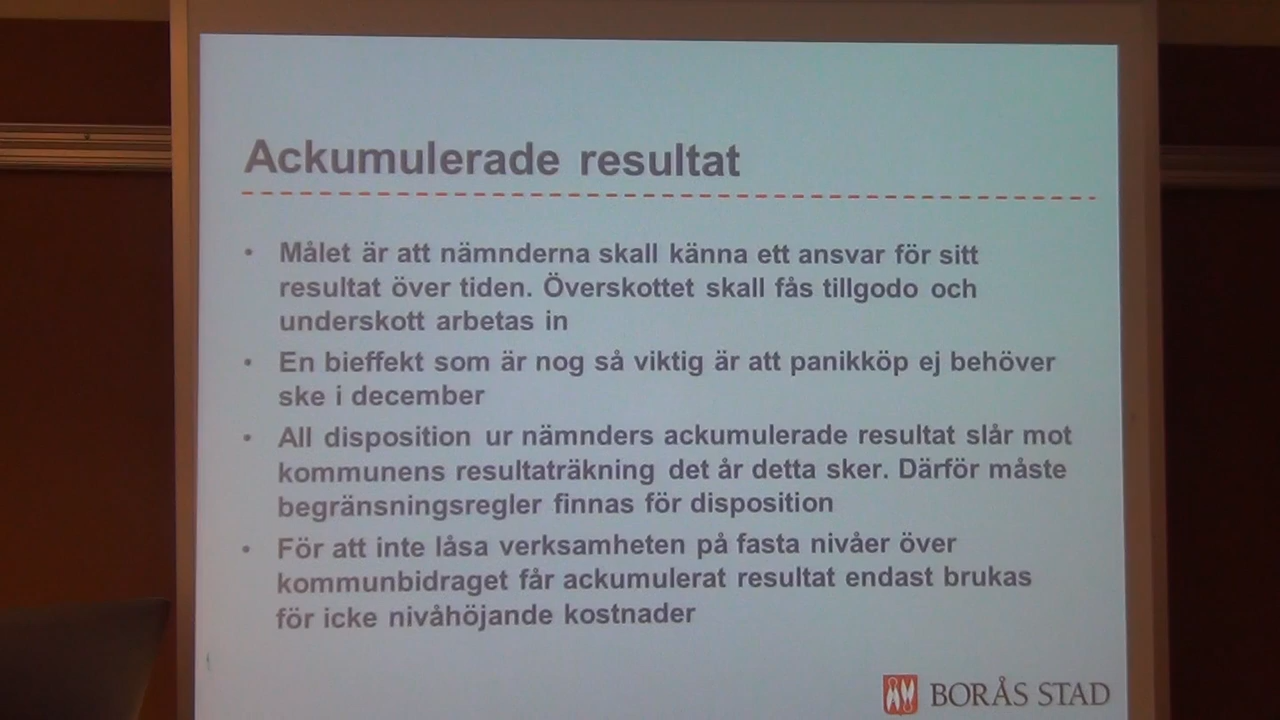 Ackumulerade resultat
• Målet är att nämnderna skall känna ett ansvar för sitt
resultat över tiden. Överskottet skall fås tillgodo och
underskott arbetas in
• En bieffekt som är nog så viktig är att panikköp ej behöver
ske i december
• All disposition ur nämnders ackumulerade resultat slår mot
kommunens resultaträkning det år detta sker. Därför måste
begränsningsregler finnas för disposition
• För att inte låsa verksamheten på fasta nivåer över
kommunbidraget får ackumulerat resultat endast brukas
för icke nivåhöjande kostnader
BORÅS STAD